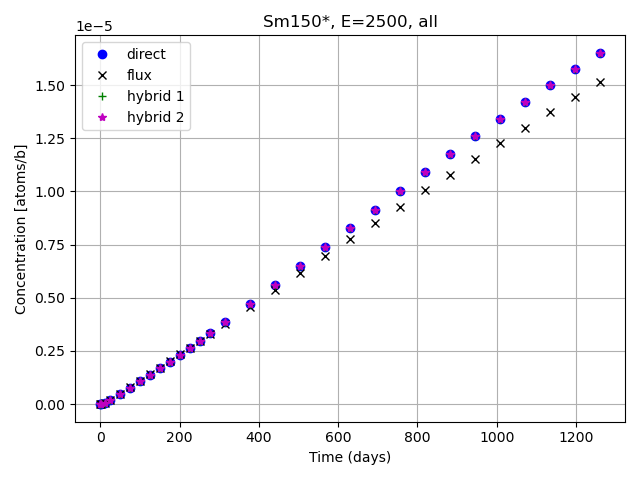 Sm150*, E=2500, all
1e−5
direct
flux
hybrid 1
hybrid 2
1.50
1.25
1.00
0.75
0.50
0.25
0.00
Concentration [atoms/b]
0 200 400 600 800 1000 1200
Time (days)